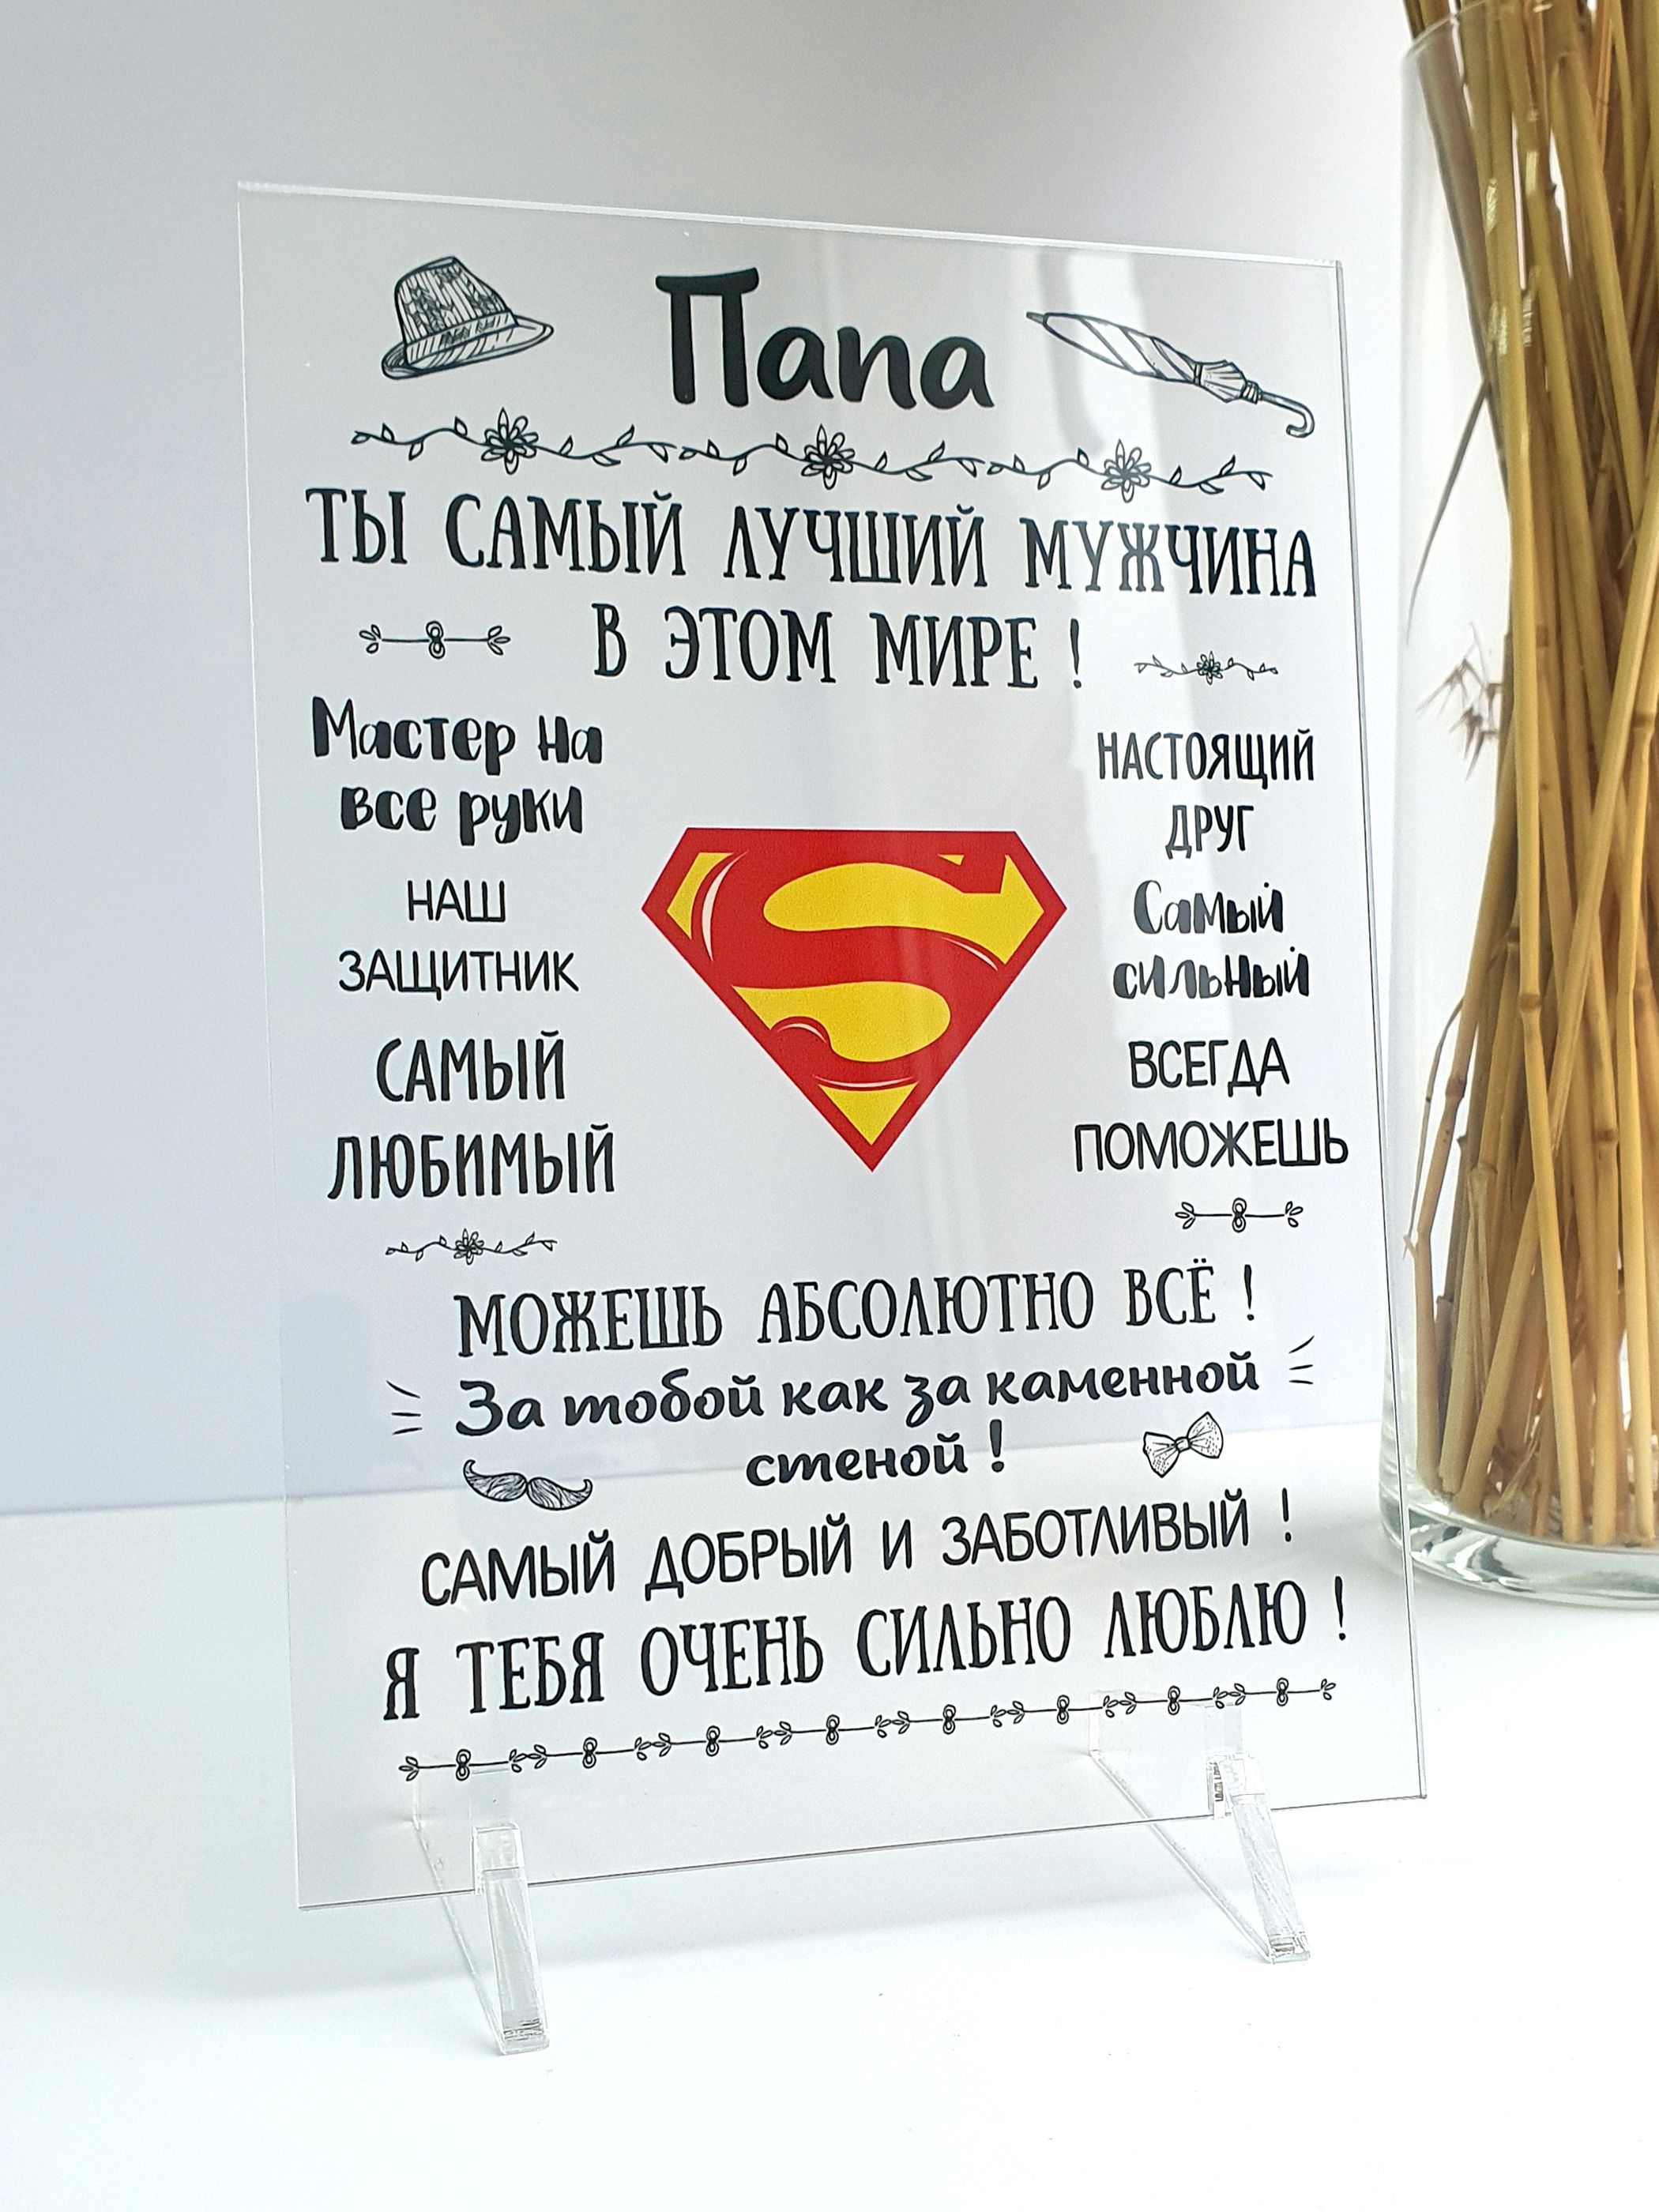 Папа
ТЫ САМЫЙ ЛУЧШИЙ МУЖЧИНА
В ЭТОМ МИРЕ !
Мастер на
все руки
НАШ
ЗАЩИТНИК
САМЫЙ
ЛЮБИМЫЙ
НАСТОЯЩИЙ
ДРУГ
Самый
сильный
ВСЕГДА
ПОМОЖЕШЬ
S
МОЖЕШЬ АБСОЛЮТНО ВСЁ !
За тобой как за каменной
стеной !
САМЫЙ ДОБРЫЙ И ЗАБОТЛИВЫЙ !
Я ТЕБЯ ОЧЕНЬ СИЛЬНО ЛЮБЛЮ !